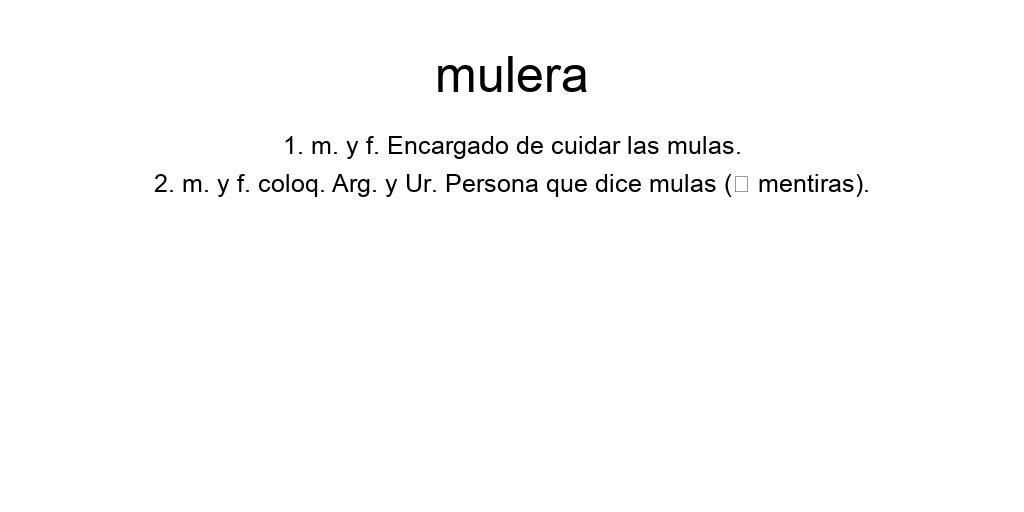 mulera
1. m. y f. Encargado de cuidar las mulas.
2. m. y f. coloq. Arg. y Ur. Persona que dice mulas (□ mentiras).